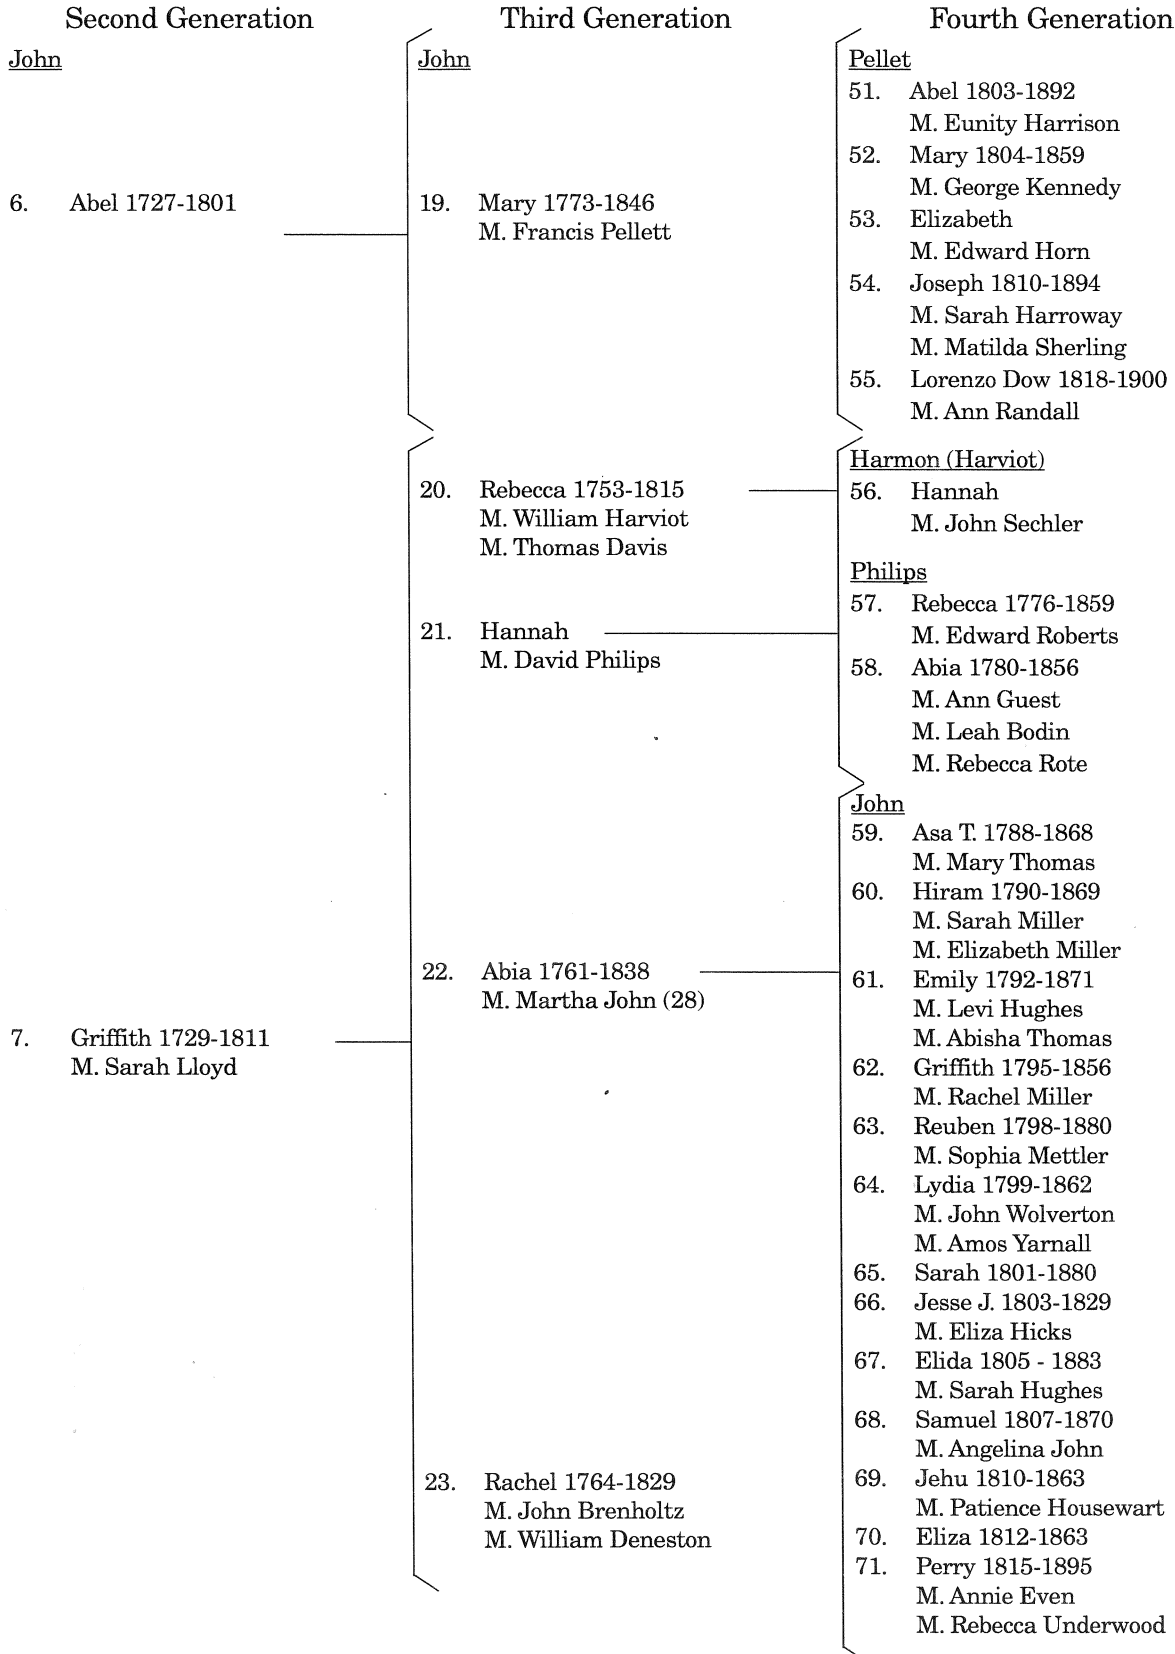 Second Generation
John
6. Abel 1727-1801
7. Griffith 1729-1811
M. Sarah Lloyd
Third Generation
John
19. Mary 1773-1846
M. Francis Pellett
20. Rebecca 1753-1815
M. William Harviot
M. Thomas Davis
21. Hannah
M. David Philips
22. Abia 1761-1838
M. Martha John (28)
23. Rachel 1764-1829
M. John Brenholtz
M. William Deneston
Fourth Generation
Pellet
51. Abel 1803-1892
M. Eunity Harrison
52. Mary 1804-1859
M. George Kennedy
53. Elizabeth
M. Edward Horn
54. Joseph 1810-1894
M. Sarah Harroway
M. Matilda Sherling
55. Lorenzo Dow 1818-1900
M. Ann Randall
Harmon (Harviot)
56. Hannah
M. John Sechler
Philips
57. Rebecca 1776-1859
M. Edward Roberts
58. Abia 1780-1856
M. Ann Guest
M. Leah Bodin
M. Rebecca Rote
John
59. Asa T. 1788-1868
M. Mary Thomas
60. Hiram 1790-1869
M. Sarah Miller
M. Elizabeth Miller
61. Emily 1792-1871
M. Levi Hughes
M. Abisha Thomas
62. Griffith 1795-1856
M. Rachel Miller
63. Reuben 1798-1880
M. Sophia Mettler
64. Lydia 1799-1862
M. John Wolverton
M. Amos Yarnall
65. Sarah 1801-1880
66. Jesse J. 1803-1829
M. Eliza Hicks
67. Elida 1805 - 1883
M. Sarah Hughes
68. Samuel 1807-1870
M. Angelina John
69. Jehu 1810-1863
M. Patience Housewart
70. Eliza 1812-1863
71. Perry 1815-1895
M. Annie Even
M. Rebecca Underwood